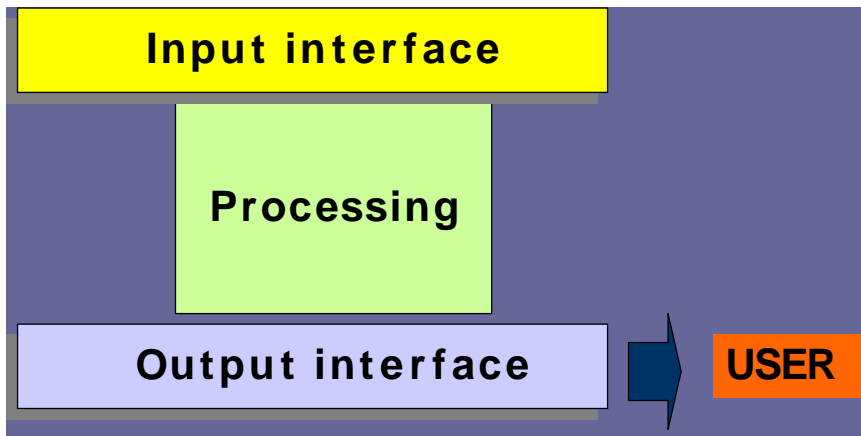 Input interface
Processing
Output interface
USER